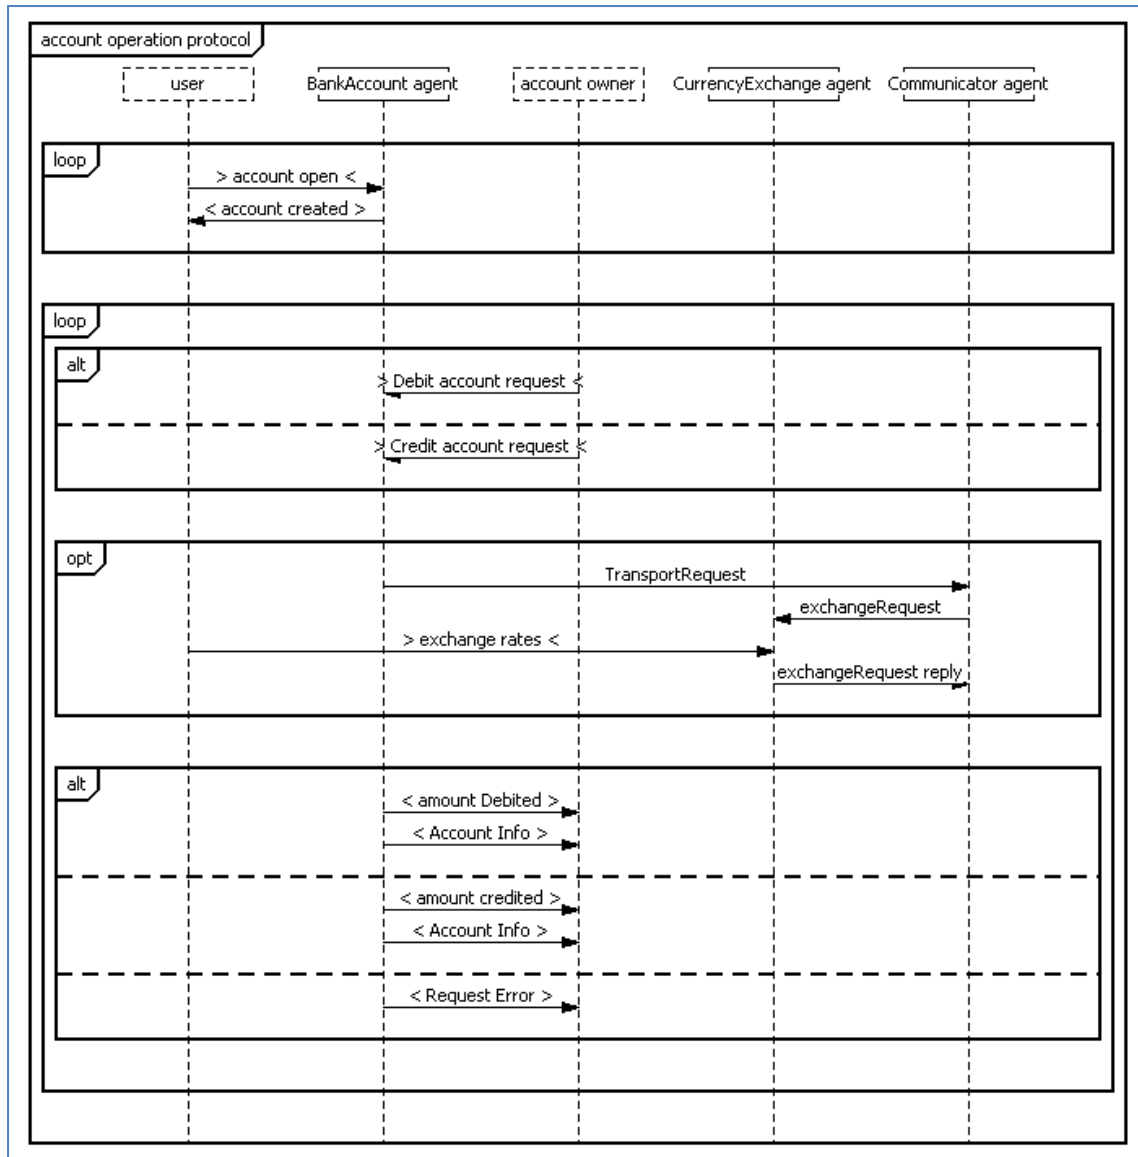 account operation protocol
user
BankAccount agent
account owner
CurrencyExchange agent
Communicator agent
loop
> account open <
< account created >
loop
alt
> Debit account request <
> Credit account request <
opt
TransportRequest
exchangeRequest
> exchange rates <
exchangeRequest reply
alt
< amount Debited >
< Account Info >
< amount credited >
< Account Info >
< Request Error >